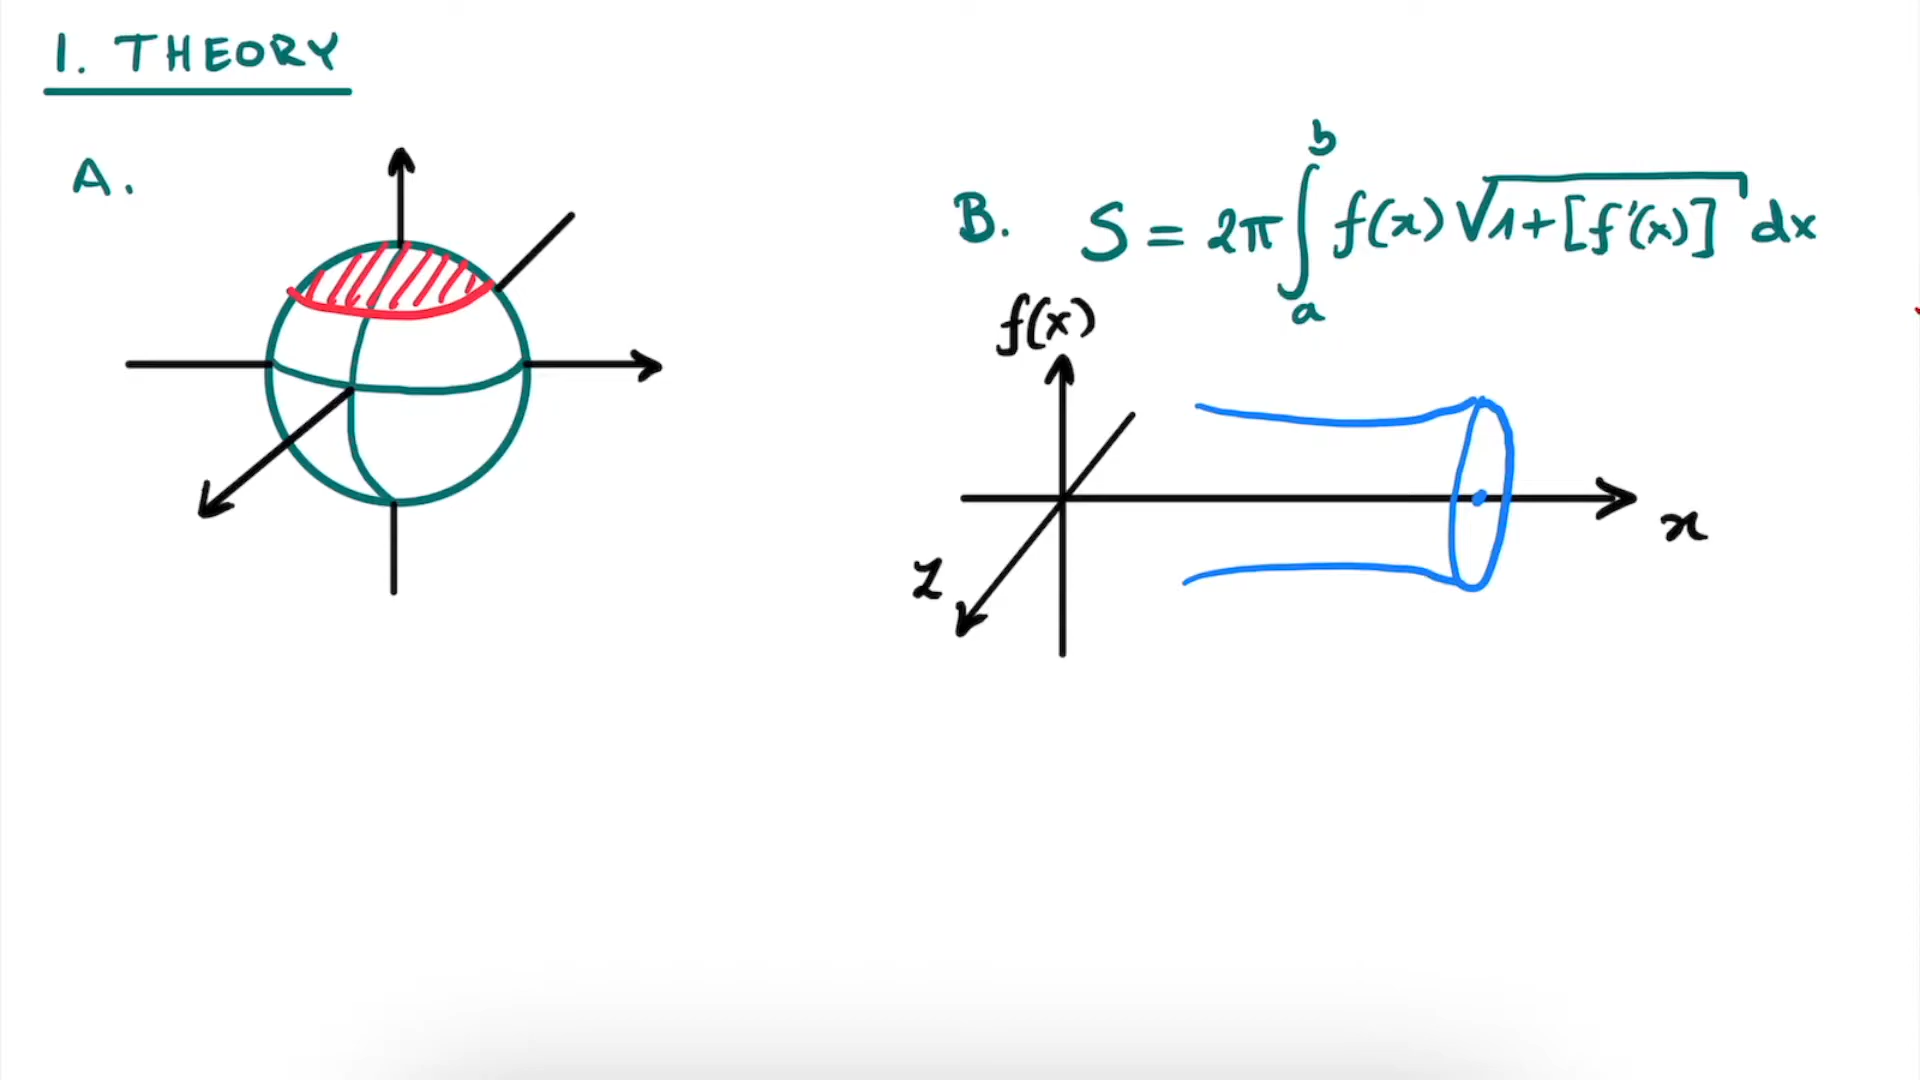 1. THEORY
A.
B. S = 2π ∫_a^b f(x) √1+[f'(x)] dx
f(x)
x
z